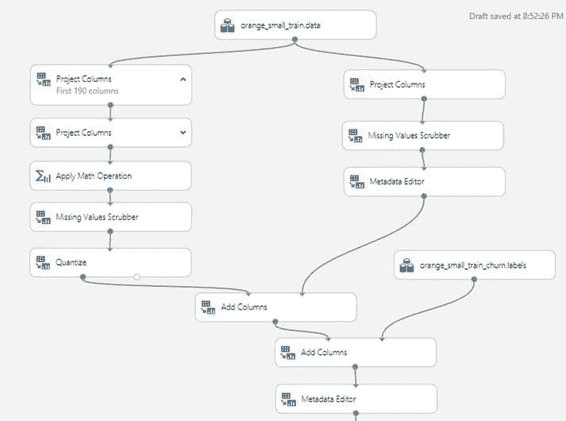 Draft saved at 8:52:26 PM
orange_small_train.data
Project Columns
First 190 columns
Project Columns
Project Columns
Missing Values Scrubber
Apply Math Operation
Metadata Editor
Missing Values Scrubber
Quantize
orange_small_train_churn.labels
Add Columns
Add Columns
Metadata Editor